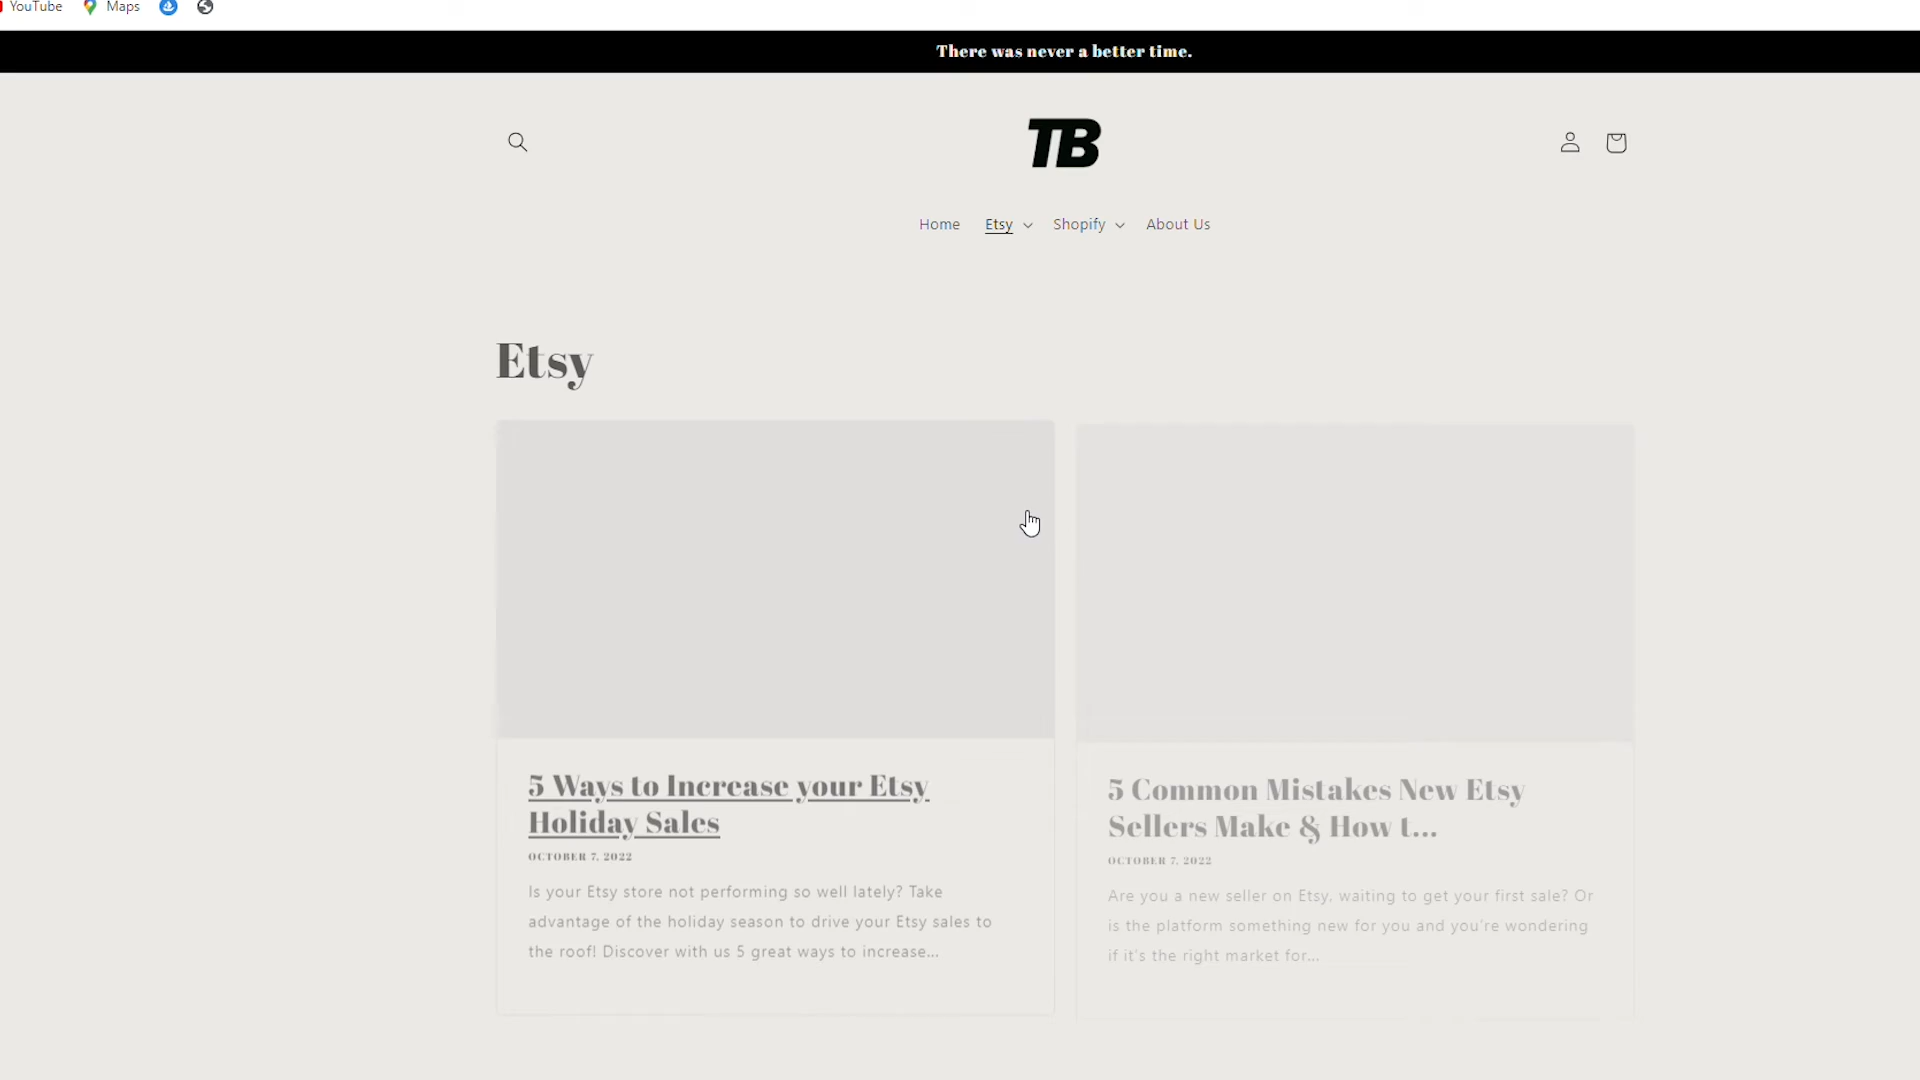 YouTube Maps
There was never a better time.
TB
Home Etsy Shopify About Us
Etsy
5 Ways to Increase your Etsy
Holiday Sales
OCTOBER 7, 2022
Is your Etsy store not performing so well lately? Take
advantage of the holiday season to drive your Etsy sales to
the roof! Discover with us 5 great ways to increase...
5 Common Mistakes New Etsy
Sellers Make & How t...
OCTOBER 7, 2022
Are you a new seller on Etsy, waiting to get your first sale? Or
is the platform something new for you and you're wondering
if it's the right market for...